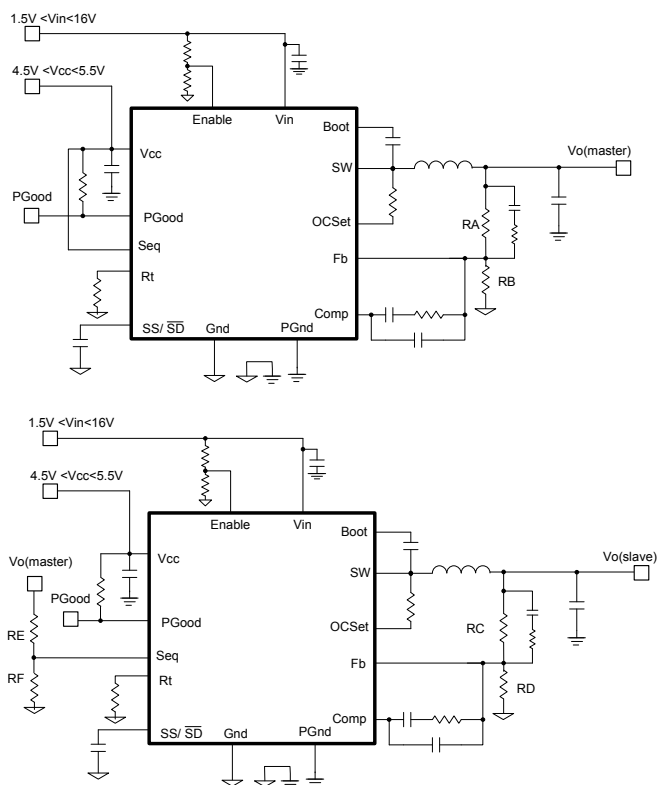 1.5V <Vin<16V
4.5V <Vcc<5.5V
Enable
Vin
Boot
Vcc
SW
Vo(master)
PGood
PGood
OCSet
RA
Seq
Fb
Rt
RB
Comp
SS/ SD
Gnd
PGnd
1.5V <Vin<16V
4.5V <Vcc<5.5V
Enable
Vin
Boot
Vo(master)
Vcc
SW
Vo(slave)
PGood
PGood
OCSet
RC
RE
Seq
Fb
RF
Rt
RD
Comp
SS/ SD
Gnd
PGnd